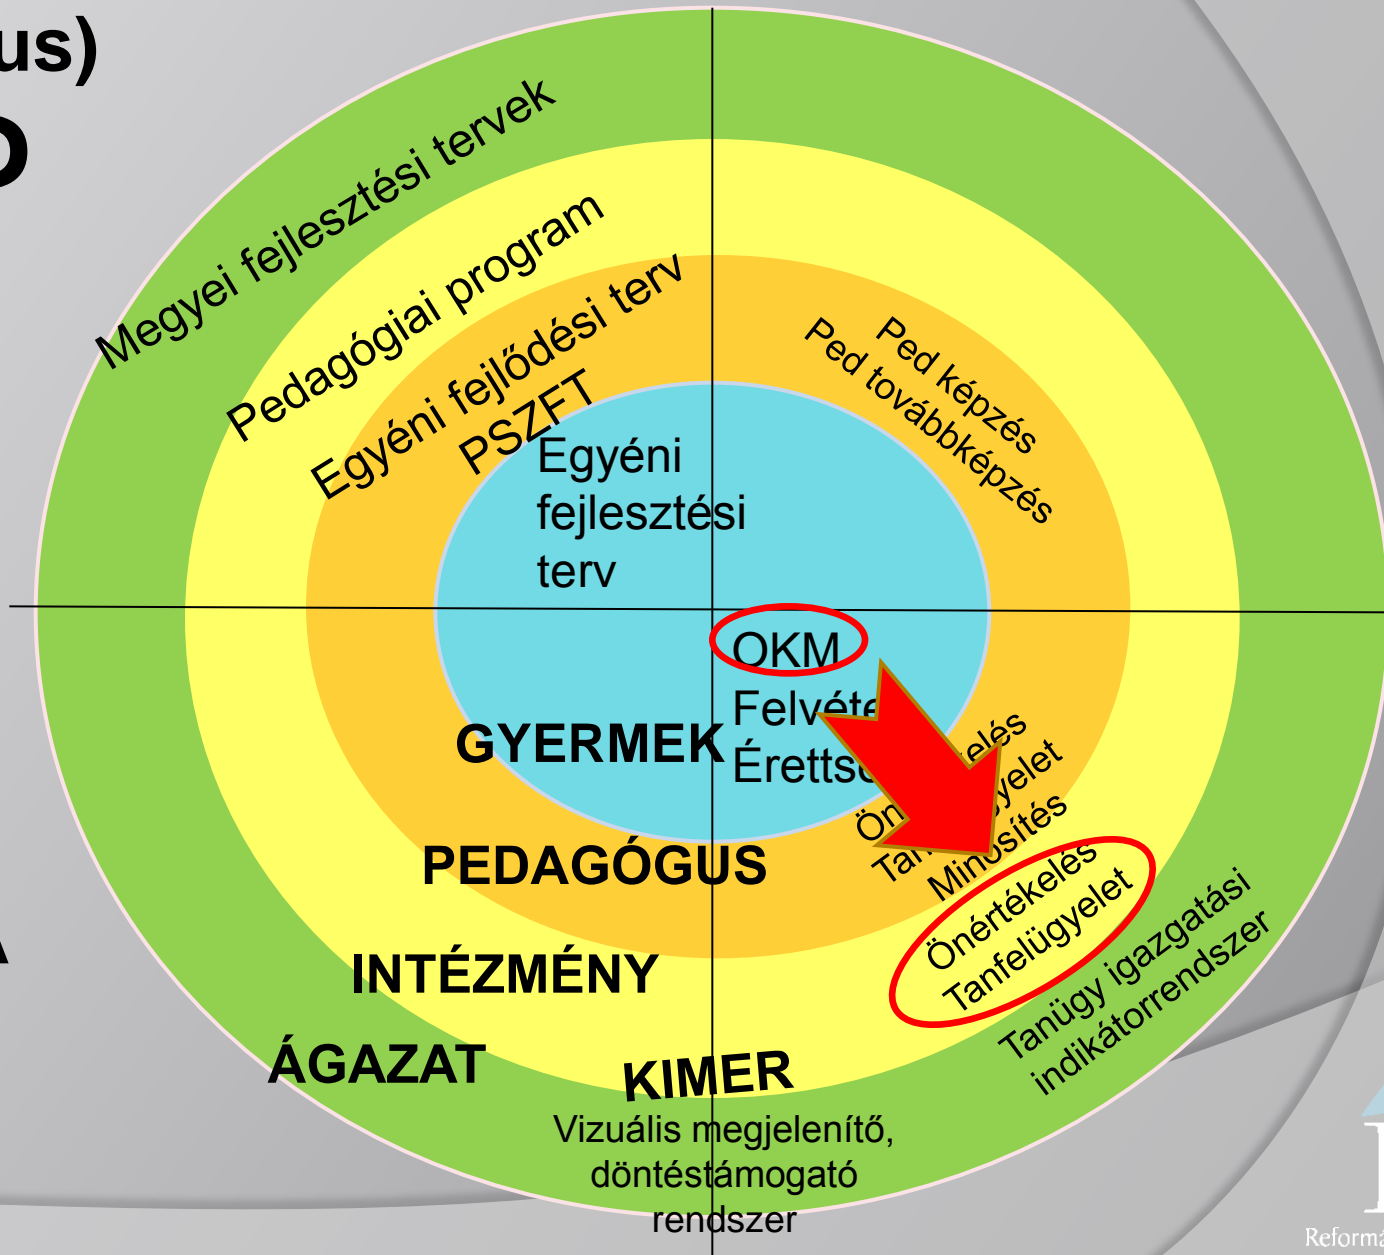 us)
Megyei fejlesztési tervek
Pedagógiai program
Egyéni fejlődési terv
PSZFT
Egyéni
fejlesztési
terv
Ped képzés
Ped továbbképzés
OKM
GYERMEK
PEDAGÓGUS
INTÉZMÉNY
ÁGAZAT
KIMER
Minősítés
Önértékelés
Tanfelügyelet
Tanügy igazgatási
indikátorrendszer
Vizuális megjelenítő,
döntéstámogató
rendszer